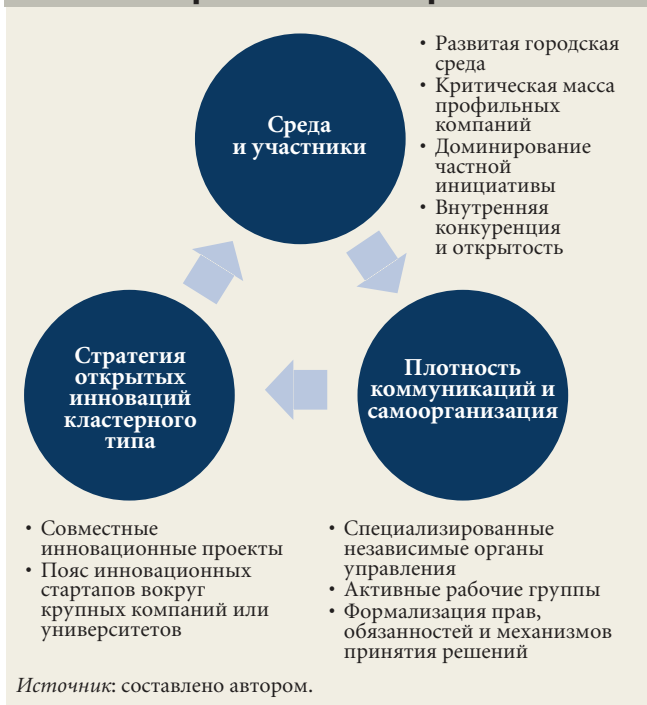 Среда
и участники
• Развитая городская
среда
• Критическая масса
профильных
компаний
• Доминирование
частной
инициативы
• Внутренняя
конкуренция
и открытость
Стратегия
открытых
инноваций
кластерного
типа
Плотность
коммуникаций и
самоорганизация
• Совместные
инновационные проекты
• Пояс инновационных
стартапов вокруг
крупных компаний или
университетов
• Специализированные
независимые органы
управления
• Активные рабочие группы
• Формализация прав,
обязанностей и механизмов
принятия решений
Источник: составлено автором.